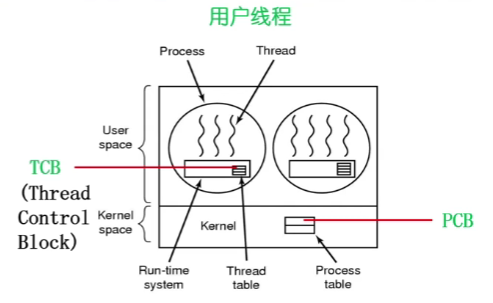 用户线程
Process
Thread
User
space
TCB
(Thread
Control
Block)
Kernel
space
Kernel
PCB
Run-time
system
Thread
table
Process
table